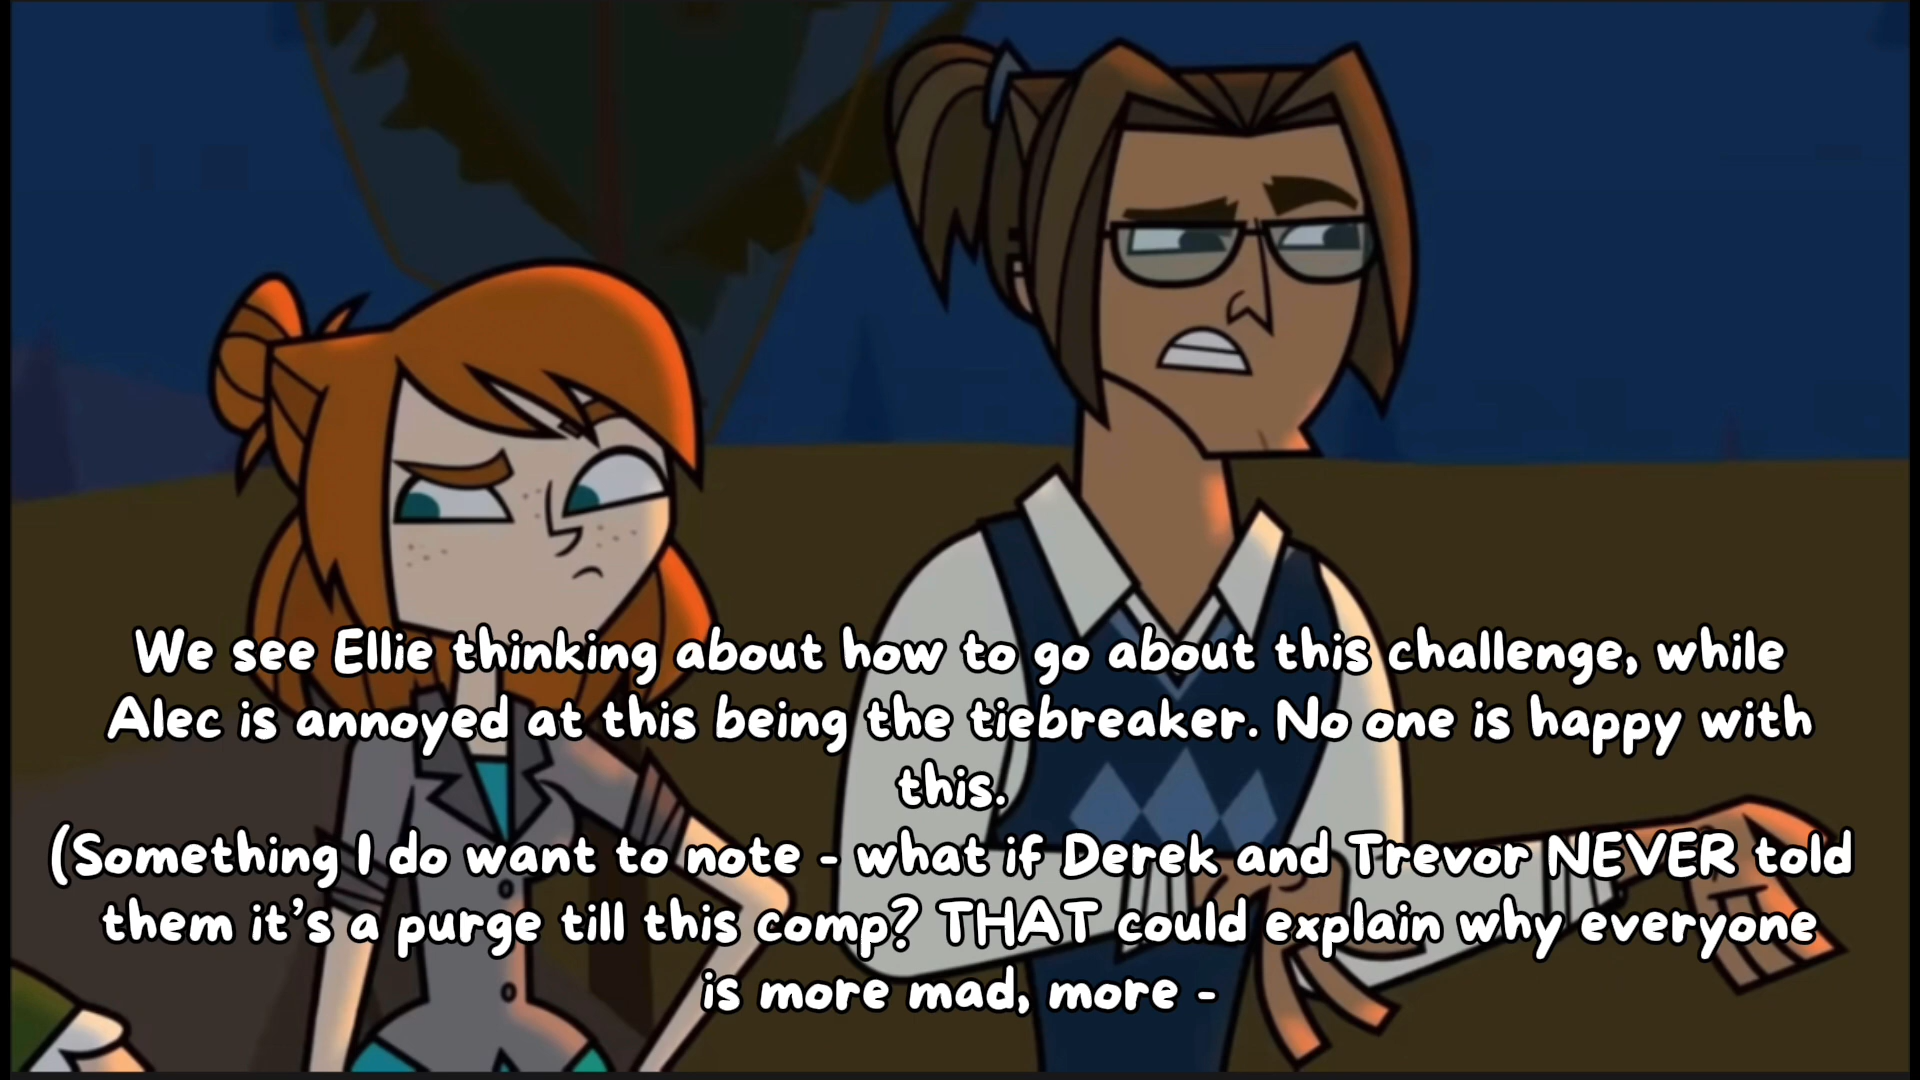 We see Ellie thinking about how to go about this challenge, while
Alec is annoyed at this being the tiebreaker. No one is happy with
this.
(Something I do want to note - what if Derek and Trevor NEVER told
them it's a purge till this comp? THAT could explain why everyone
is more mad, more -